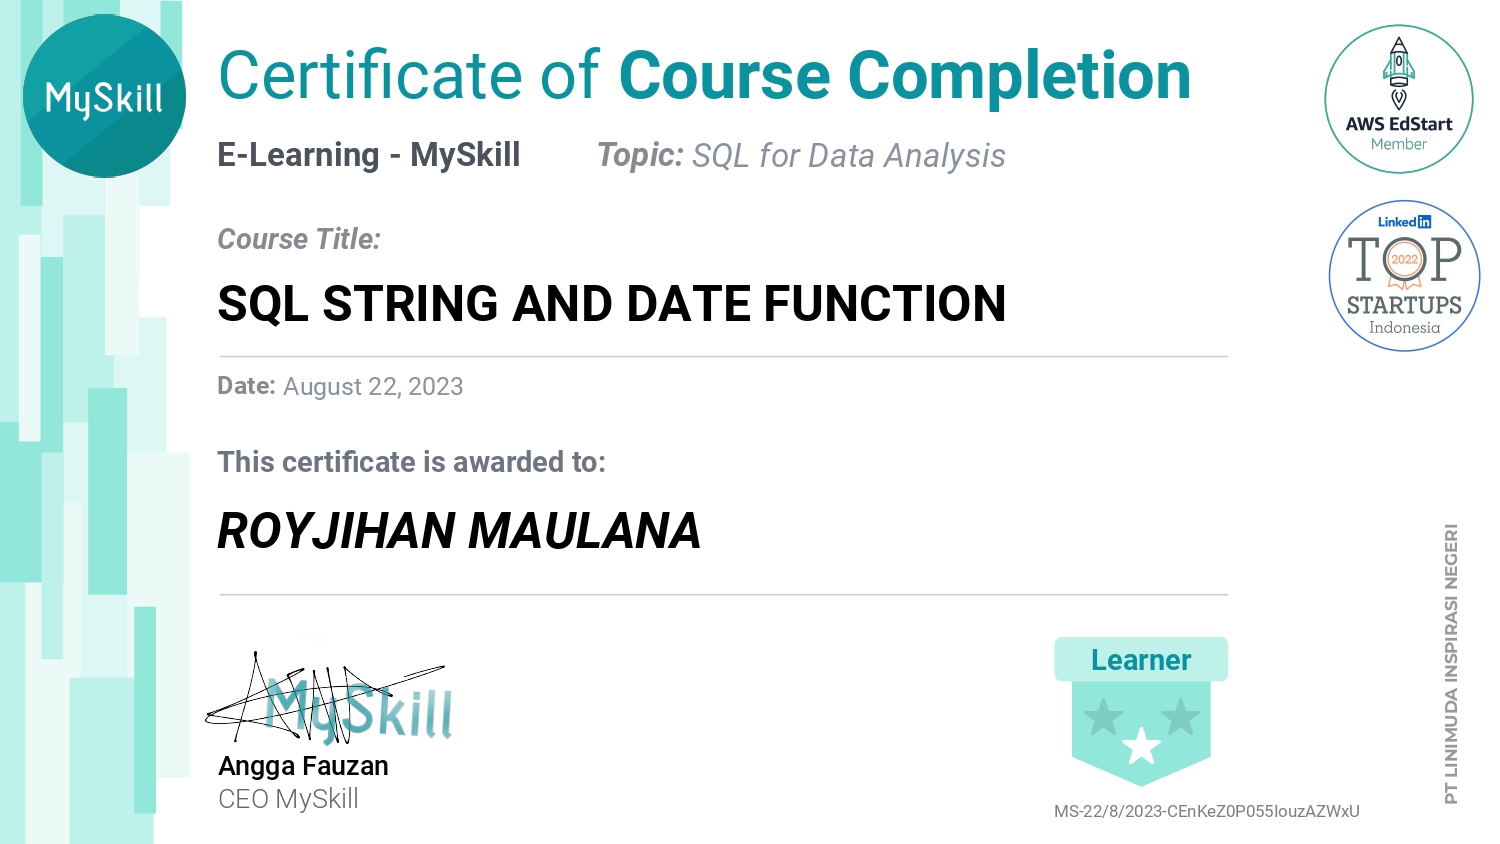 MySkill
Certificate of Course Completion
E-Learning - MySkill
Topic: SQL for Data Analysis
Course Title:
SQL STRING AND DATE FUNCTION
Date: August 22, 2023
This certificate is awarded to:
ROYJIHAN MAULANA
MySkill
Angga Fauzan
CEO MySkill
AWS EdStart
Member
Linkedin
TOP
2022
STARTUPS
Indonesia
PT LINIMUDA INSPIRASI NEGERI
Learner
MS-22/8/2023-CEnKeZ0P055IouzAZWxU